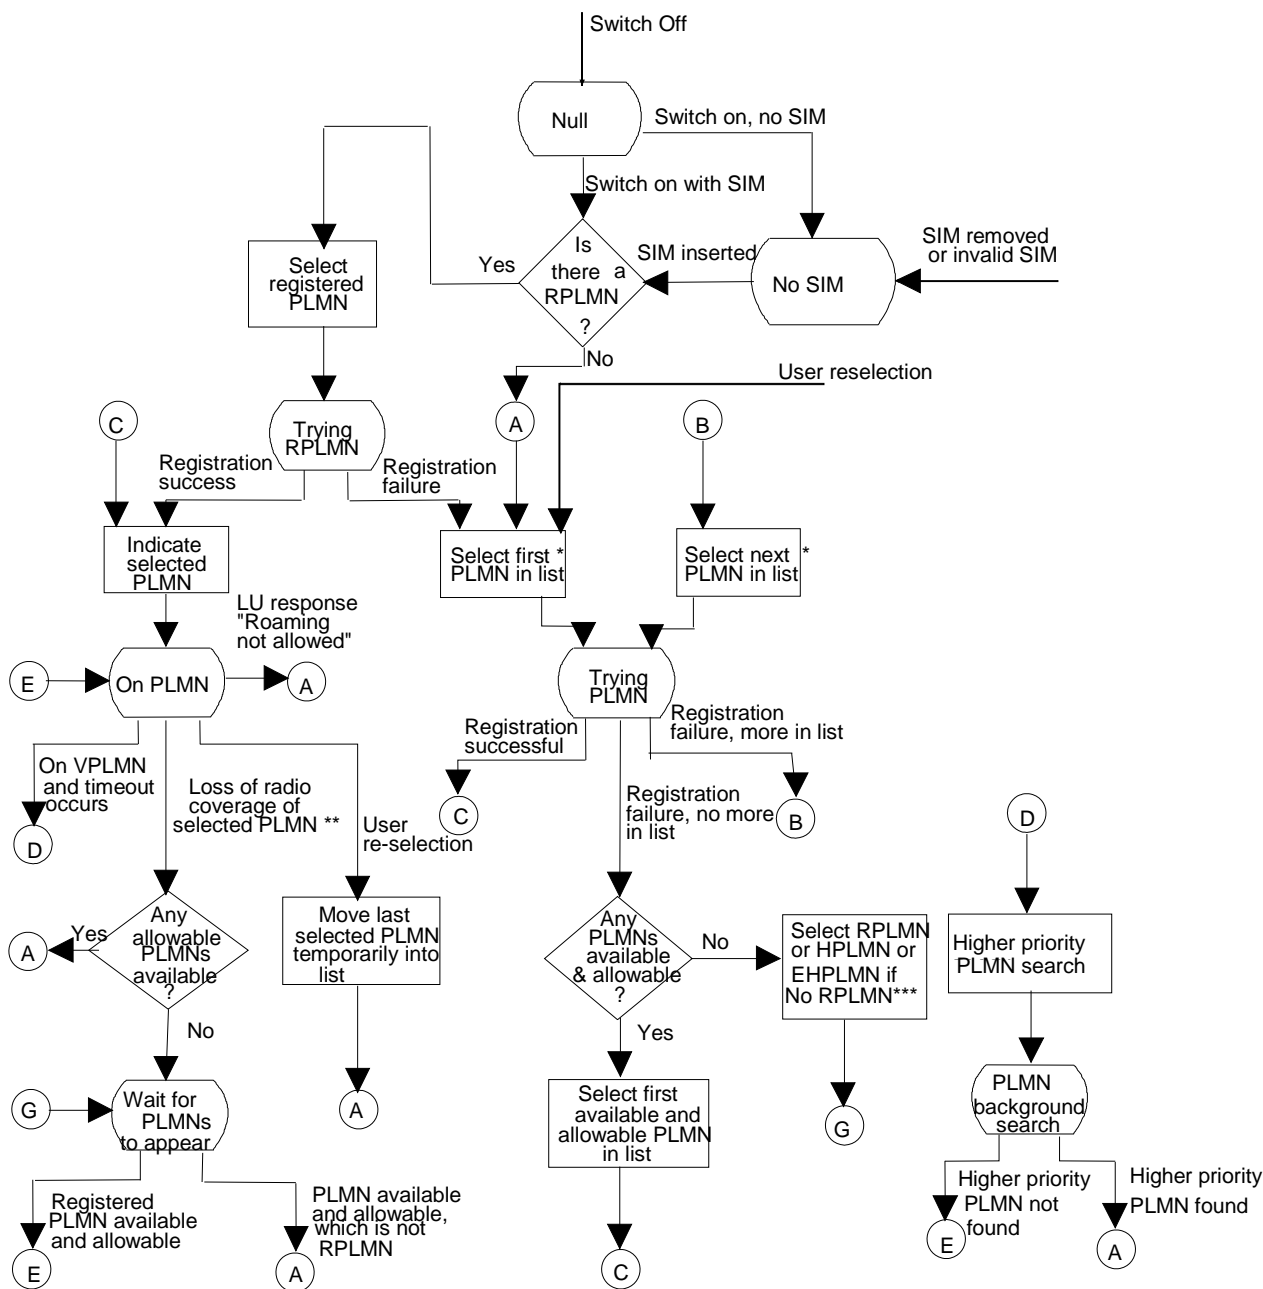 Switch Off
Null
Switch on, no SIM
Switch on with SIM
Is
there a
RPLMN
?
Yes
No
SIM inserted
No SIM
SIM removed
or invalid SIM
Select
registered
PLMN
User reselection
C
Trying
RPLMN
A
B
Registration
success
Registration
failure
Indicate
selected
PLMN
Select first *
PLMN in list
Select next *
PLMN in list
LU response
"Roaming
not allowed"
E
On PLMN
A
Trying
PLMN
Registration
successful
Registration
failure, more in list
On VPLMN
and timeout
occurs
Loss of radio
coverage of
selected PLMN **
User
re-selection
Registration
failure, no more
in list
D
C
B
D
A
Yes
Any
allowable
PLMNs
available
?
No
Move last
selected PLMN
temporarily into
list
Any
PLMNs
available
& allowable
?
No
Yes
Select RPLMN
or HPLMN or
EHPLMN if
No RPLMN***
Higher priority
PLMN search
G
Wait for
PLMNs
to appear
A
Select first
available and
allowable PLMN
in list
G
PLMN
background
search
Registered
PLMN available
and allowable
PLMN available
and allowable,
which is not
RPLMN
Higher priority
PLMN not
found
Higher priority
PLMN found
E
A
C
E
A